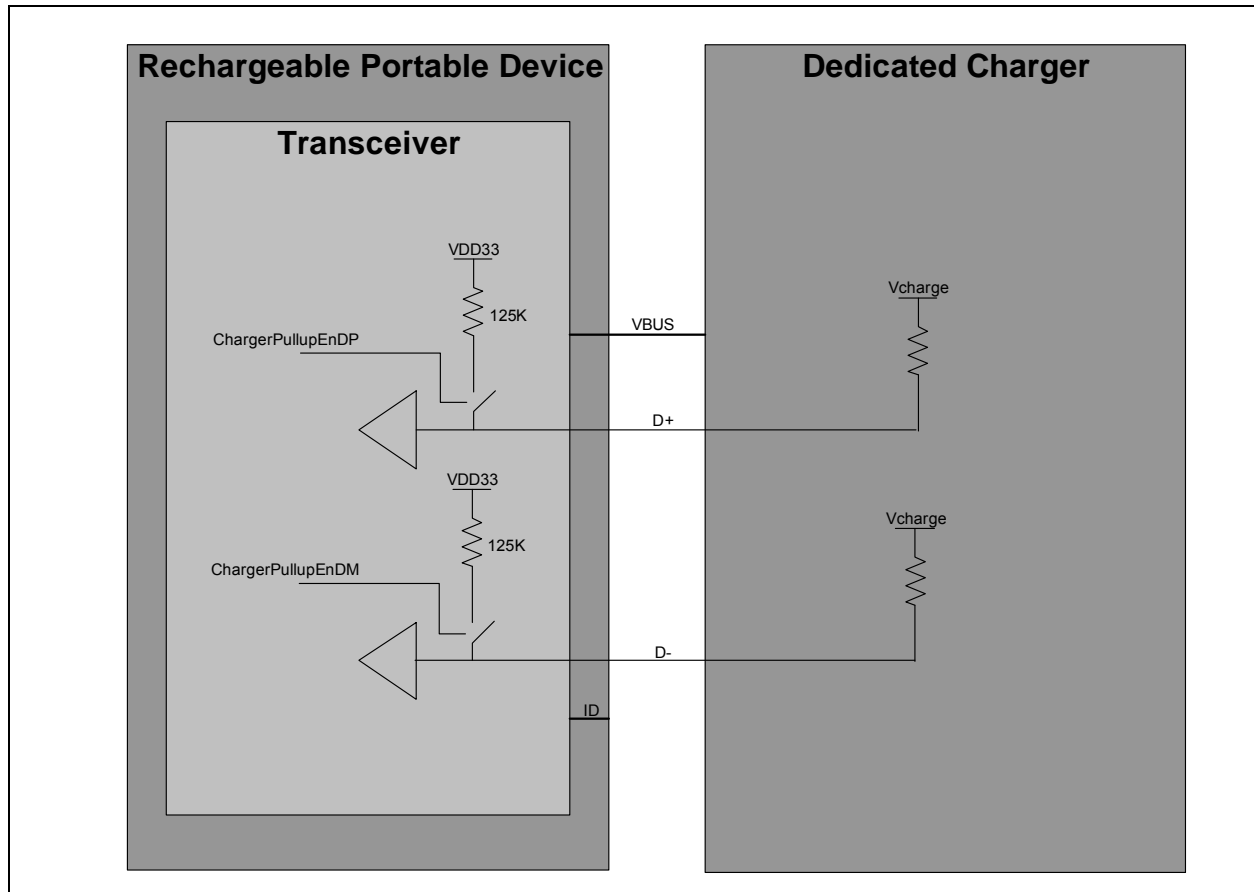 Rechargeable Portable Device
Dedicated Charger
Transceiver
VDD33
125K
ChargerPullupEnDP
VBUS
Vcharge
D+
VDD33
125K
ChargerPullupEnDM
Vcharge
D-
ID